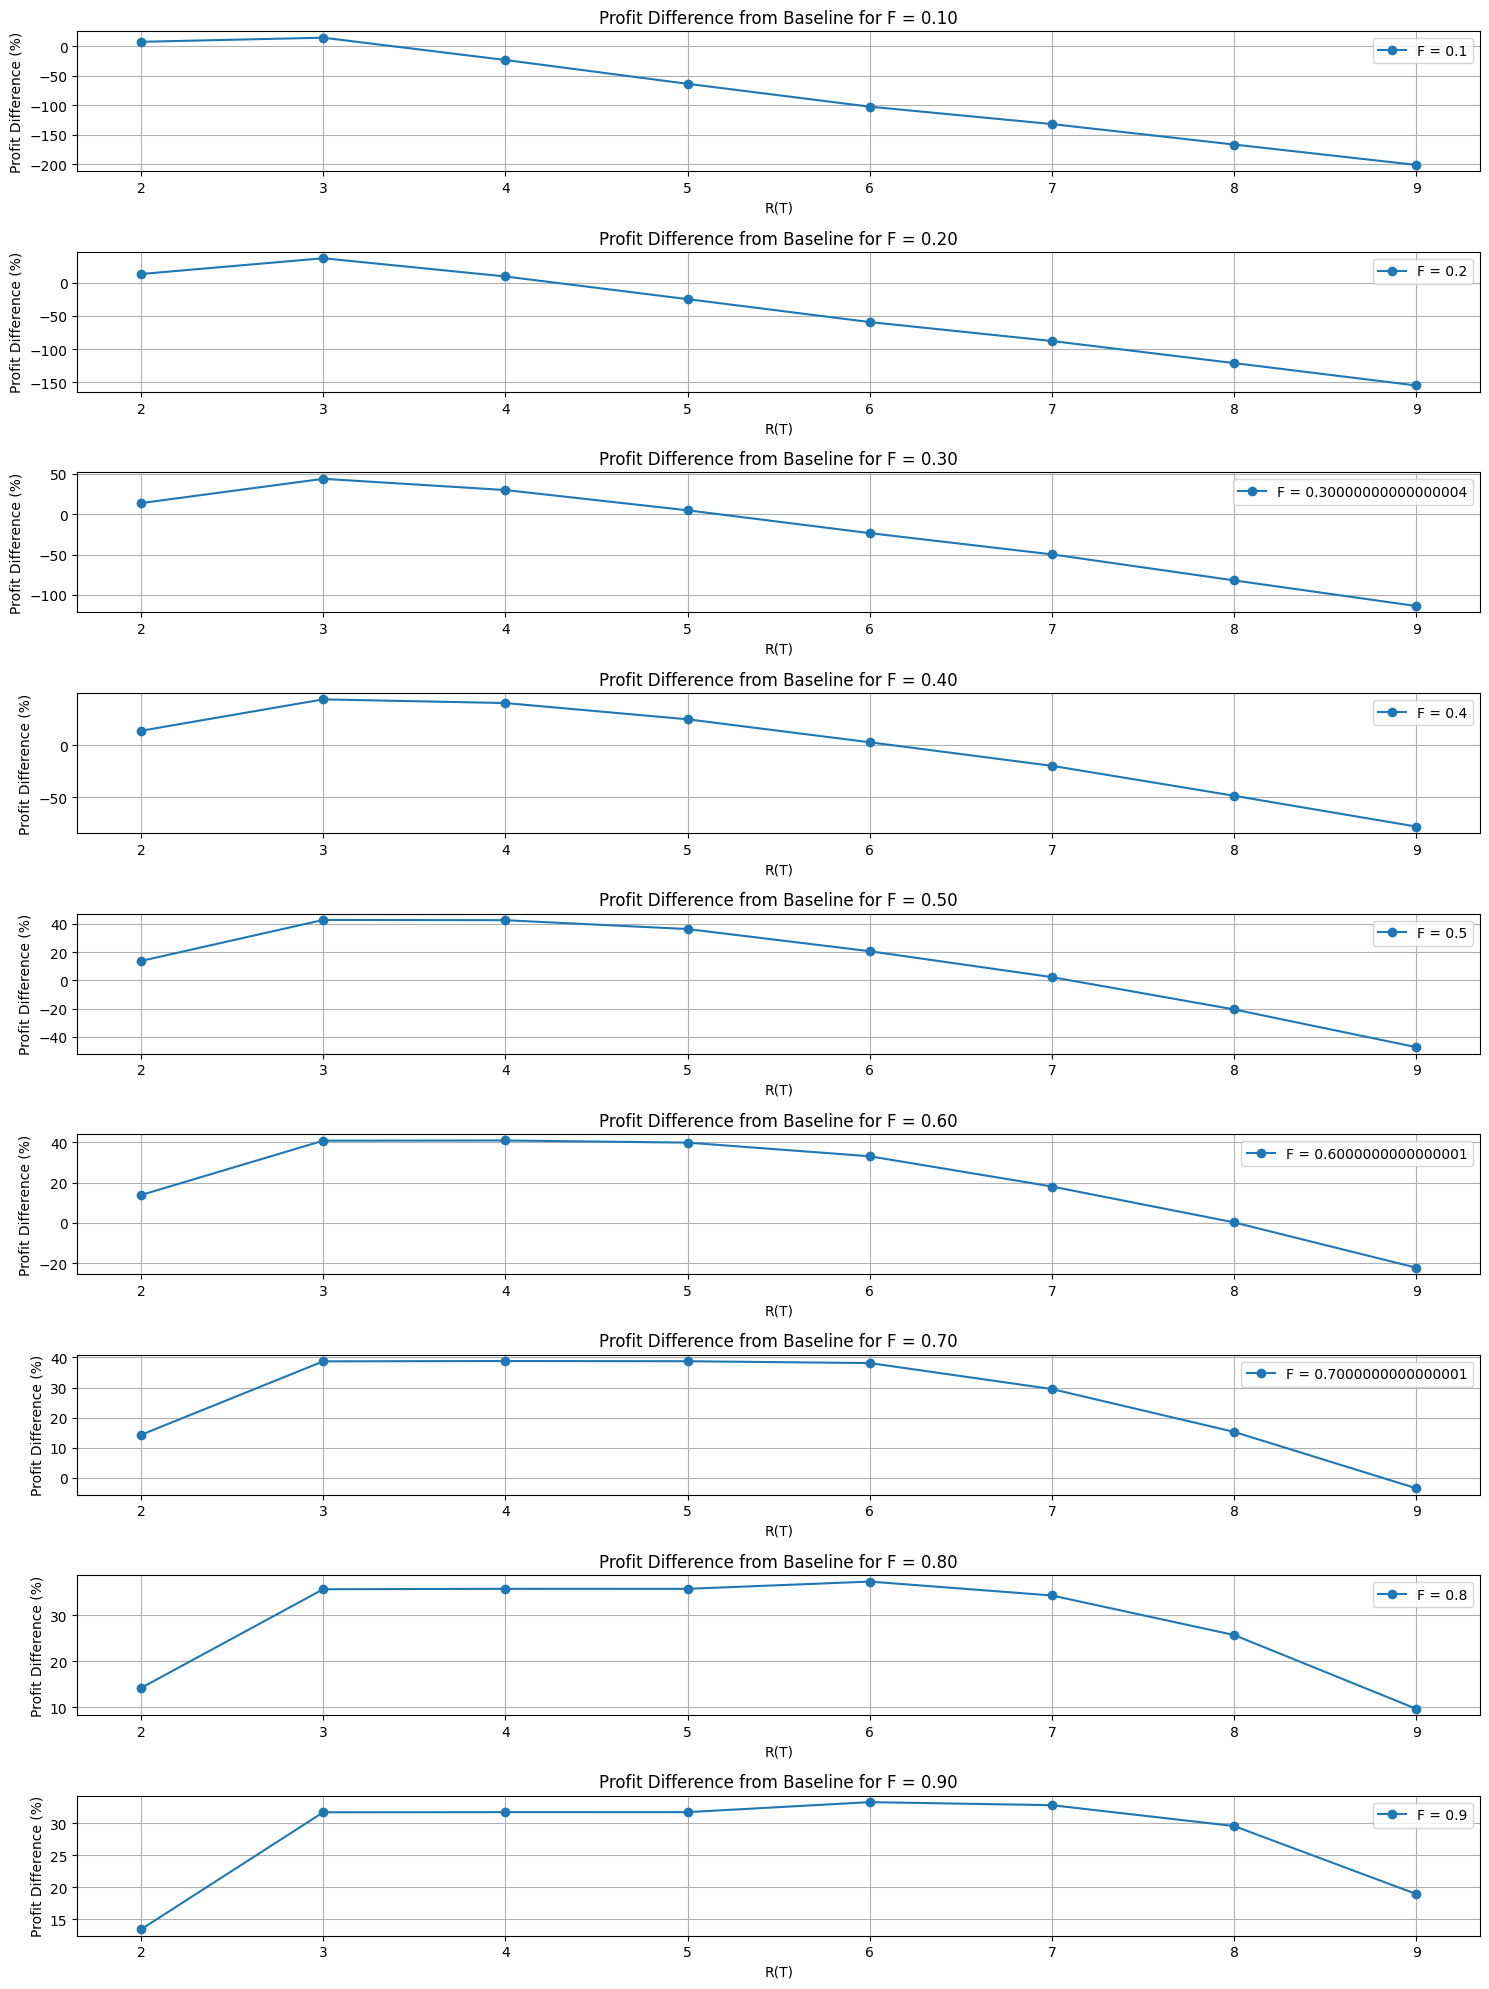 Profit Difference from Baseline for F = 0.10
Profit Difference (%)
0
−50
−100
−150
−200
F = 0.1
2 3 4 5 6 7 8 9
R(T)
Profit Difference from Baseline for F = 0.20
Profit Difference (%)
0
−50
−100
−150
F = 0.2
2 3 4 5 6 7 8 9
R(T)
Profit Difference from Baseline for F = 0.30
Profit Difference (%)
50
0
−50
−100
F = 0.30000000000000004
2 3 4 5 6 7 8 9
R(T)
Profit Difference from Baseline for F = 0.40
Profit Difference (%)
0
−50
F = 0.4
2 3 4 5 6 7 8 9
R(T)
Profit Difference from Baseline for F = 0.50
Profit Difference (%)
40
20
0
−20
−40
F = 0.5
2 3 4 5 6 7 8 9
R(T)
Profit Difference from Baseline for F = 0.60
Profit Difference (%)
40
20
0
−20
F = 0.6000000000000001
2 3 4 5 6 7 8 9
R(T)
Profit Difference from Baseline for F = 0.70
Profit Difference (%)
40
30
20
10
0
F = 0.7000000000000001
2 3 4 5 6 7 8 9
R(T)
Profit Difference from Baseline for F = 0.80
Profit Difference (%)
30
20
10
F = 0.8
2 3 4 5 6 7 8 9
R(T)
Profit Difference from Baseline for F = 0.90
Profit Difference (%)
30
25
20
15
F = 0.9
2 3 4 5 6 7 8 9
R(T)